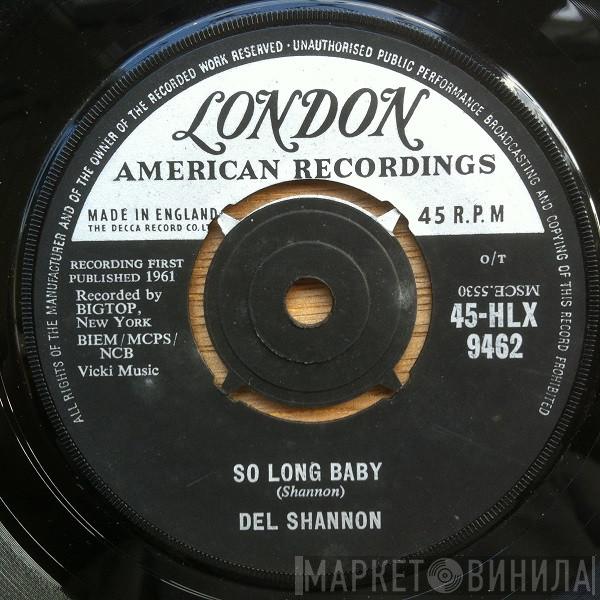 ALL RIGHTS OF THE MANUFACTURER AND OF THE OWNER OF THE RECORDED WORK RESERVED · UNAUTHORISED PUBLIC PERFORMANCE BROADCASTING AND COPYING OF THIS RECORD PROHIBITED
LONDON
AMERICAN RECORDINGS
MADE IN ENGLAND
THE DECCA RECORD CO.
45 R.P.M
RECORDING FIRST
PUBLISHED 1961
Recorded by
BIGTOP,
New York
BIEM/MCPS/
NCB
Vicki Music
O/T
MSCE.5530
45-HLX
9462
SO LONG BABY
(Shannon)
DEL SHANNON
МАРКЕТ ВИНИЛА